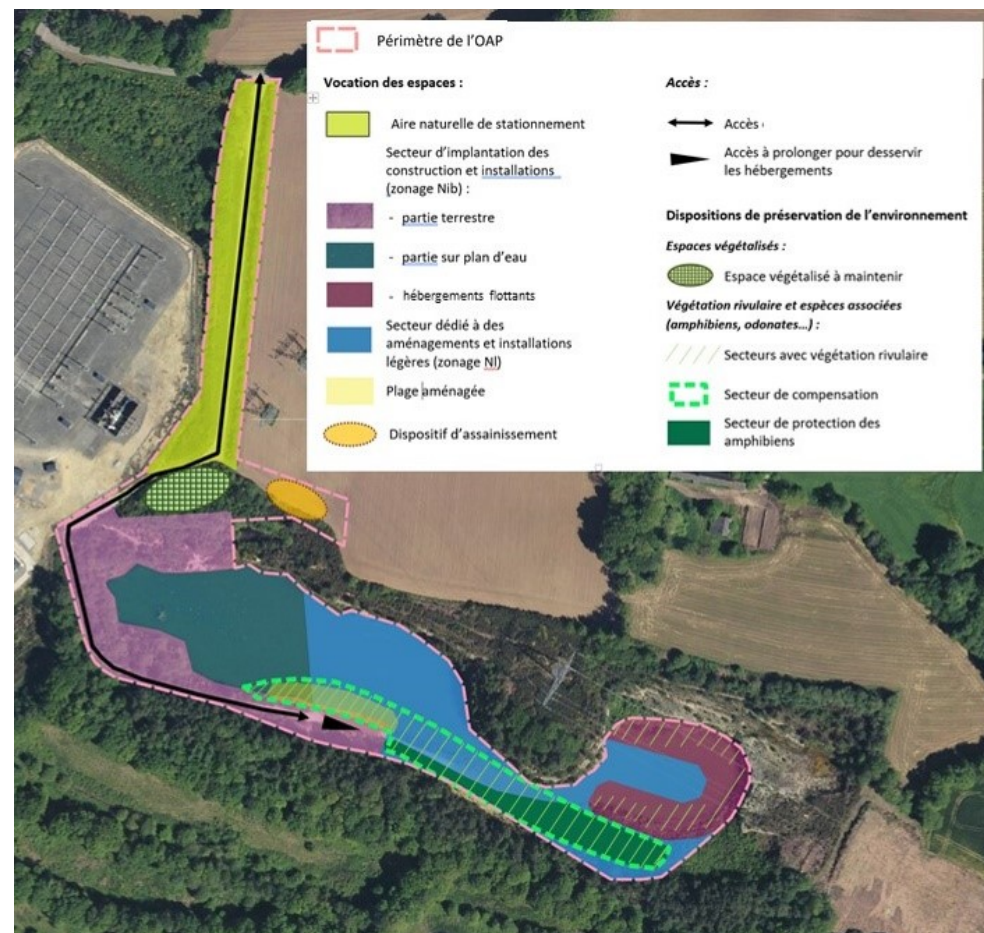 Périmètre de l'OAP
Vocation des espaces :
Aire naturelle de stationnement
Secteur d'implantation des
construction et installations
(zonage Nib) :
- partie terrestre
- partie sur plan d'eau
- hébergements flottants
Secteur dédié à des
aménagements et installations
légères (zonage Nl)
Plage aménagée
Dispositif d'assainissement
Accès :
Accès
Accès à prolonger pour desservir
les hébergements
Dispositions de préservation de l'environnement
Espaces végétalisés :
Espace végétalisé à maintenir
Végétation rivulaire et espèces associées
(amphibiens, odonates...) :
Secteurs avec végétation rivulaire
Secteur de compensation
Secteur de protection des
amphibiens